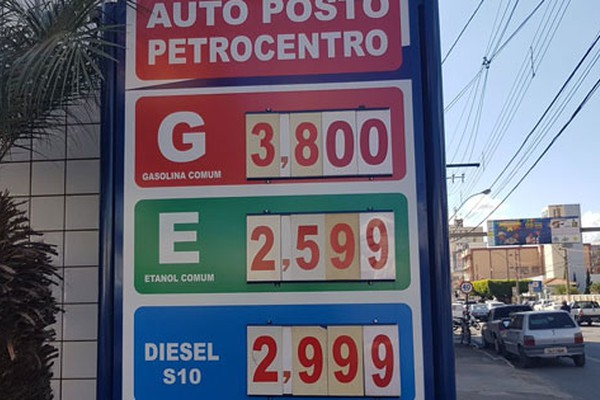 AUTO POSTO
PETROCENTRO
G
GASOLINA COMUM
3,800
E
ETANOL COMUM
2,599
DIESEL
S10
2,999